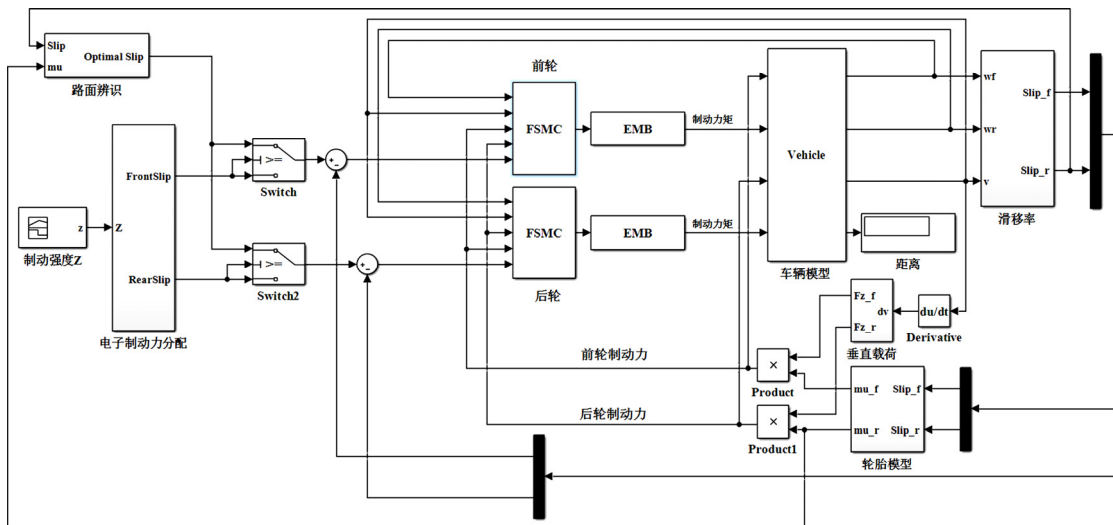 Slip
mu
Optimal Slip
路面辨识
z
制动强度Z
Z
FrontSlip
RearSlip
电子制动力分配
>=
Switch
>=
Switch2
+
-
+
-
前轮
FSMC
EMB
制动力矩
FSMC
EMB
制动力矩
后轮
Vehicle
车辆模型
wf
wr
v
Slip_f
Slip_r
滑移率
距离
Fz_f
dv
Fz_r
垂直载荷
du/dt
Derivative
前轮制动力
×
Product
后轮制动力
×
Product1
mu_f
mu_r
Slip_f
Slip_r
轮胎模型